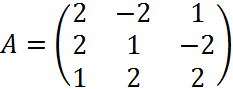 A = 
( 2 −2 1 )
( 2 1 −2 )
( 1 2 2 )